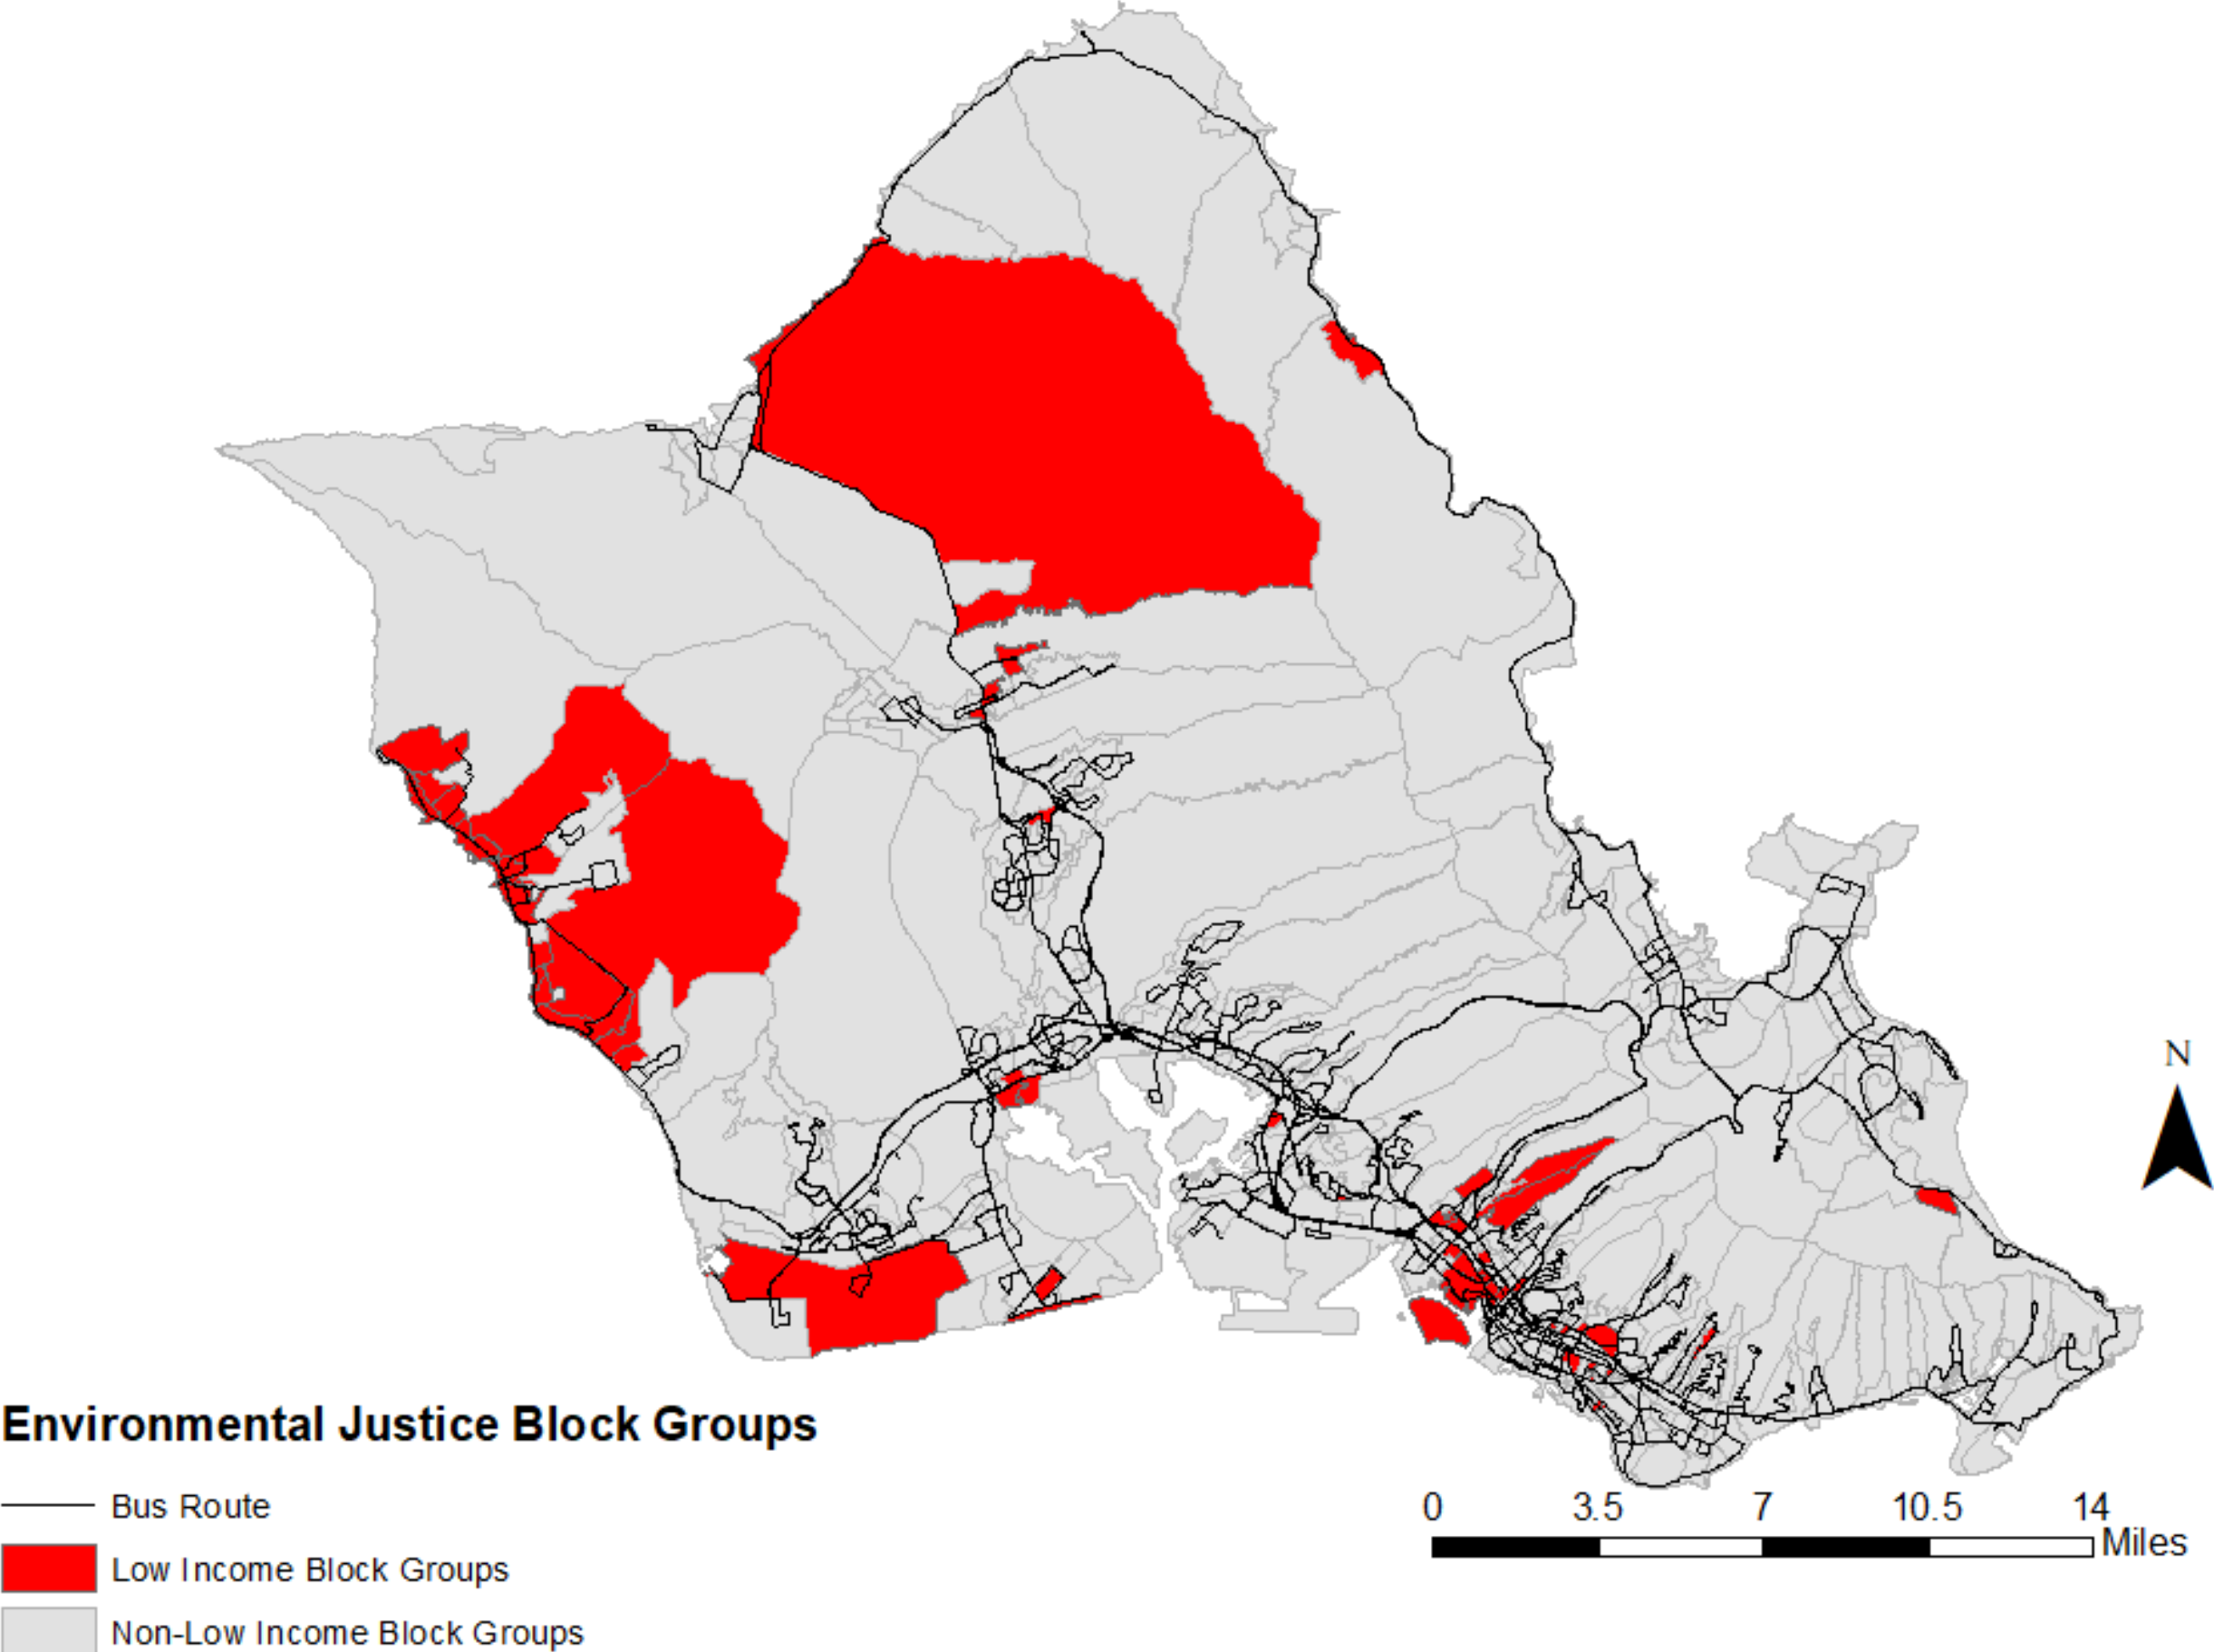 N
Environmental Justice Block Groups
Bus Route
Low Income Block Groups
Non-Low Income Block Groups
0 3.5 7 10.5 14
Miles